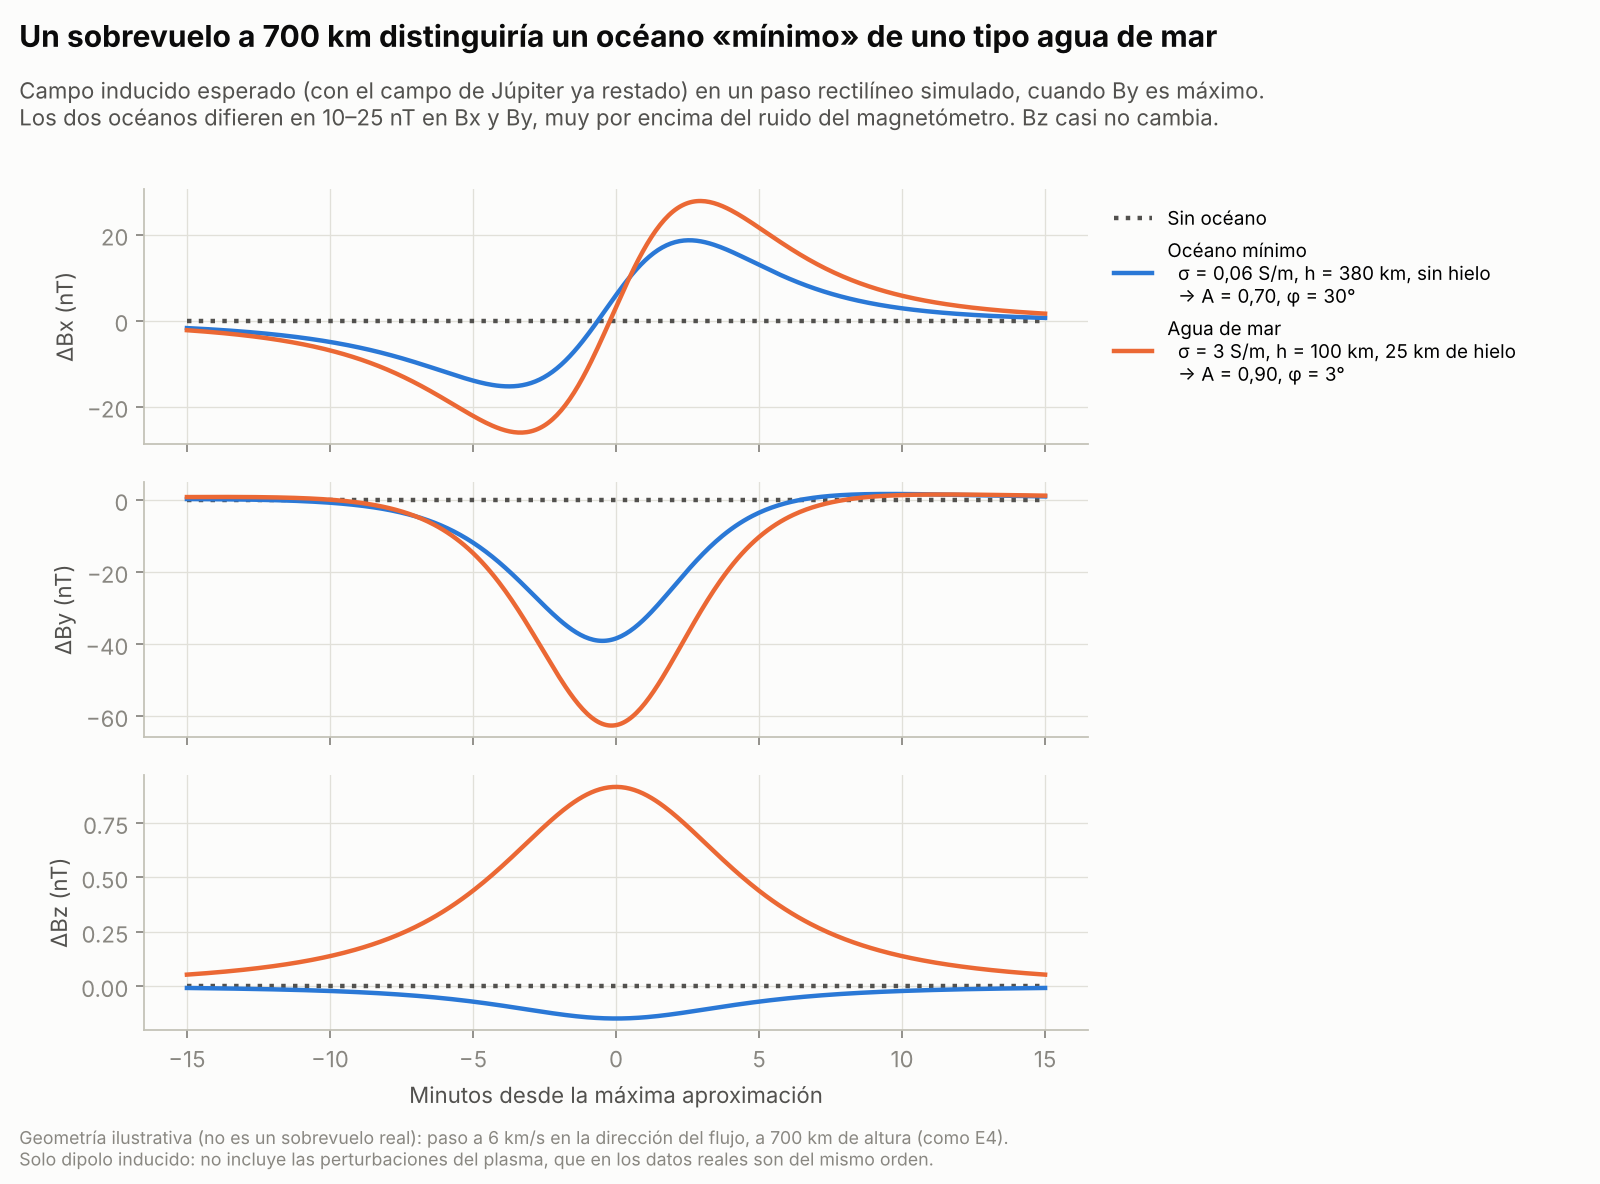 Un sobrevuelo a 700 km distinguiría un océano «mínimo» de uno tipo agua de mar
Campo inducido esperado (con el campo de Júpiter ya restado) en un paso rectilíneo simulado, cuando By es máximo.
Los dos océanos difieren en 10–25 nT en Bx y By, muy por encima del ruido del magnetómetro. Bz casi no cambia.
ΔBx (nT)
20
0
−20
Sin océano
Océano mínimo
σ = 0,06 S/m, h = 380 km, sin hielo
→ A = 0,70, φ = 30°
Agua de mar
σ = 3 S/m, h = 100 km, 25 km de hielo
→ A = 0,90, φ = 3°
ΔBy (nT)
0
−20
−40
−60
ΔBz (nT)
0.75
0.50
0.25
0.00
−15 −10 −5 0 5 10 15
Minutos desde la máxima aproximación
Geometría ilustrativa (no es un sobrevuelo real): paso a 6 km/s en la dirección del flujo, a 700 km de altura (como E4).
Solo dipolo inducido: no incluye las perturbaciones del plasma, que en los datos reales son del mismo orden.